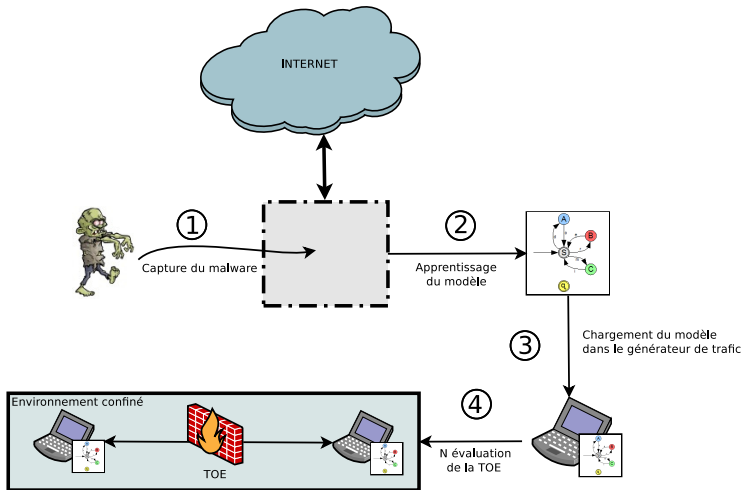 INTERNET
1
Capture du malware
2
Apprentissage
du modèle
A
B
S
C
3
Chargement du modèle
dans le générateur de trafic
4
N évaluation
de la TOE
Environnement confiné
TOE